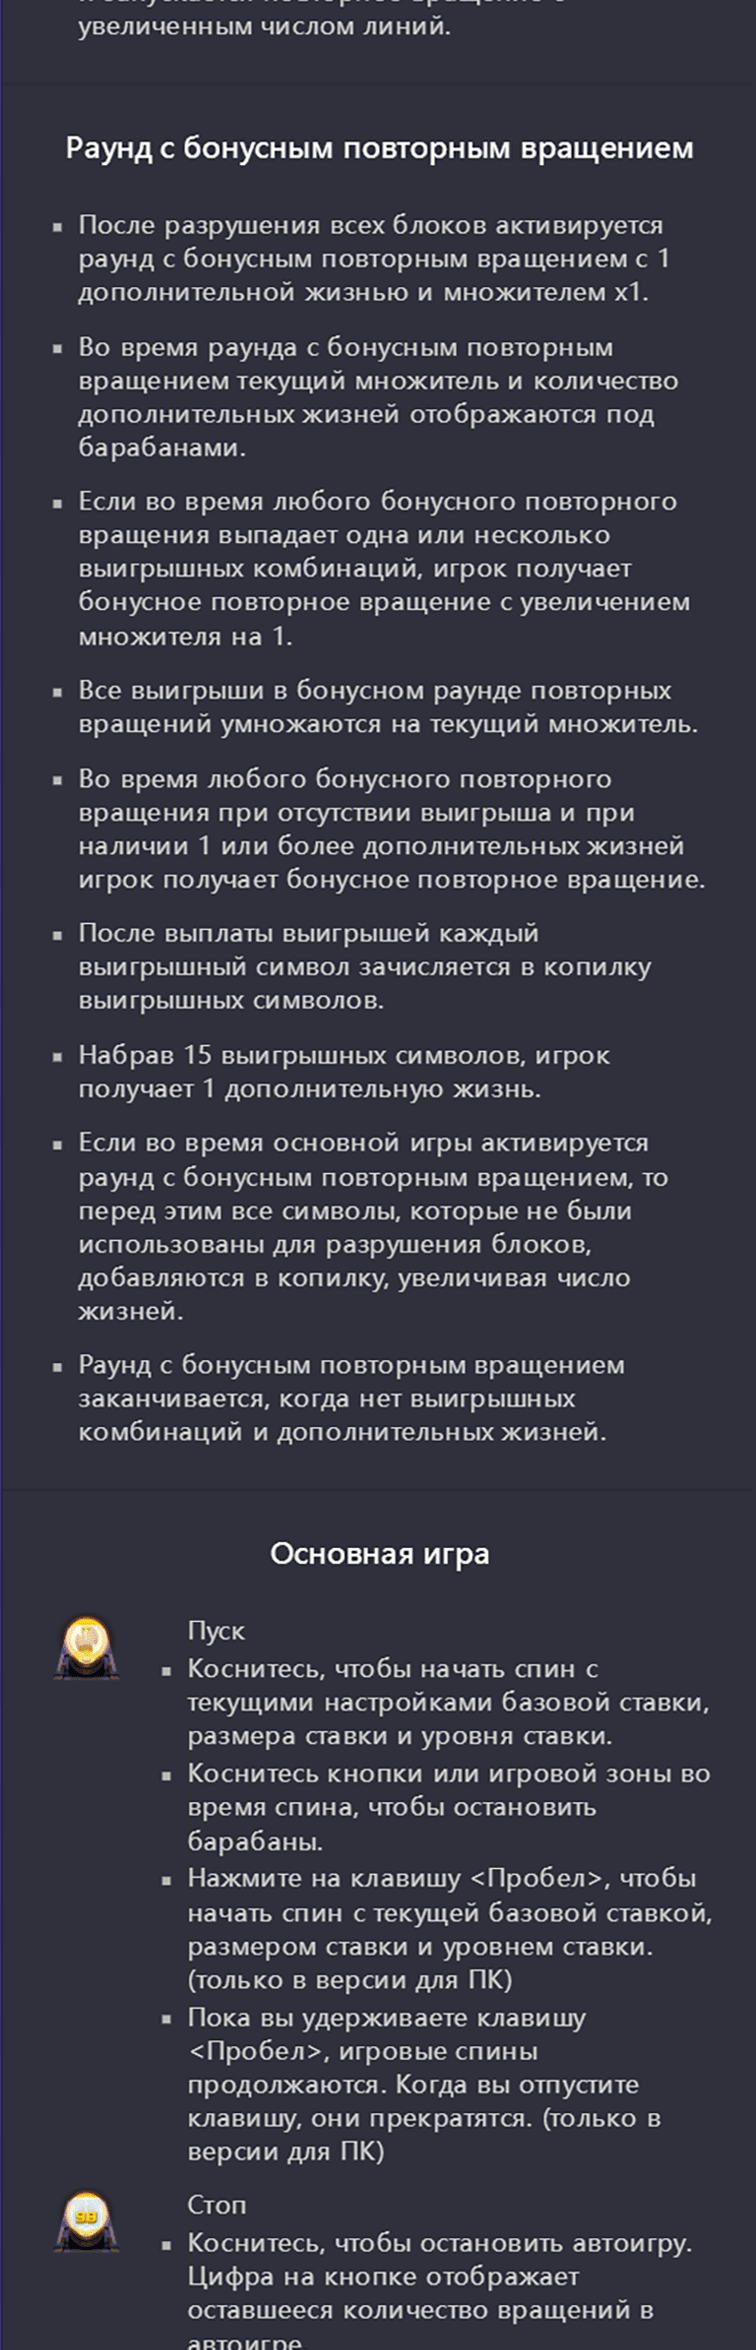 увеличенным числом линий.
Раунд с бонусным повторным вращением
После разрушения всех блоков активируется
раунд с бонусным повторным вращением с 1
дополнительной жизнью и множителем x1.
Во время раунда с бонусным повторным
вращением текущий множитель и количество
дополнительных жизней отображаются под
барабанами.
Если во время любого бонусного повторного
вращения выпадает одна или несколько
выигрышных комбинаций, игрок получает
бонусное повторное вращение с увеличением
множителя на 1.
Все выигрыши в бонусном раунде повторных
вращений умножаются на текущий множитель.
Во время любого бонусного повторного
вращения при отсутствии выигрыша и при
наличии 1 или более дополнительных жизней
игрок получает бонусное повторное вращение.
После выплаты выигрышей каждый
выигрышный символ зачисляется в копилку
выигрышных символов.
Набрав 15 выигрышных символов, игрок
получает 1 дополнительную жизнь.
Если во время основной игры активируется
раунд с бонусным повторным вращением, то
перед этим все символы, которые не были
использованы для разрушения блоков,
добавляются в копилку, увеличивая число
жизней.
Раунд с бонусным повторным вращением
заканчивается, когда нет выигрышных
комбинаций и дополнительных жизней.
Основная игра
Пуск
Коснитесь, чтобы начать спин с
текущими настройками базовой ставки,
размера ставки и уровня ставки.
Коснитесь кнопки или игровой зоны во
время спина, чтобы остановить
барабаны.
Нажмите на клавишу <Пробел>, чтобы
начать спин с текущей базовой ставкой,
размером ставки и уровнем ставки.
(только в версии для ПК)
Пока вы удерживаете клавишу
<Пробел>, игровые спины
продолжаются. Когда вы отпустите
клавишу, они прекратятся. (только в
версии для ПК)
98
Стоп
Коснитесь, чтобы остановить автоигру.
Цифра на кнопке отображает
оставшееся количество вращений в
автоигре